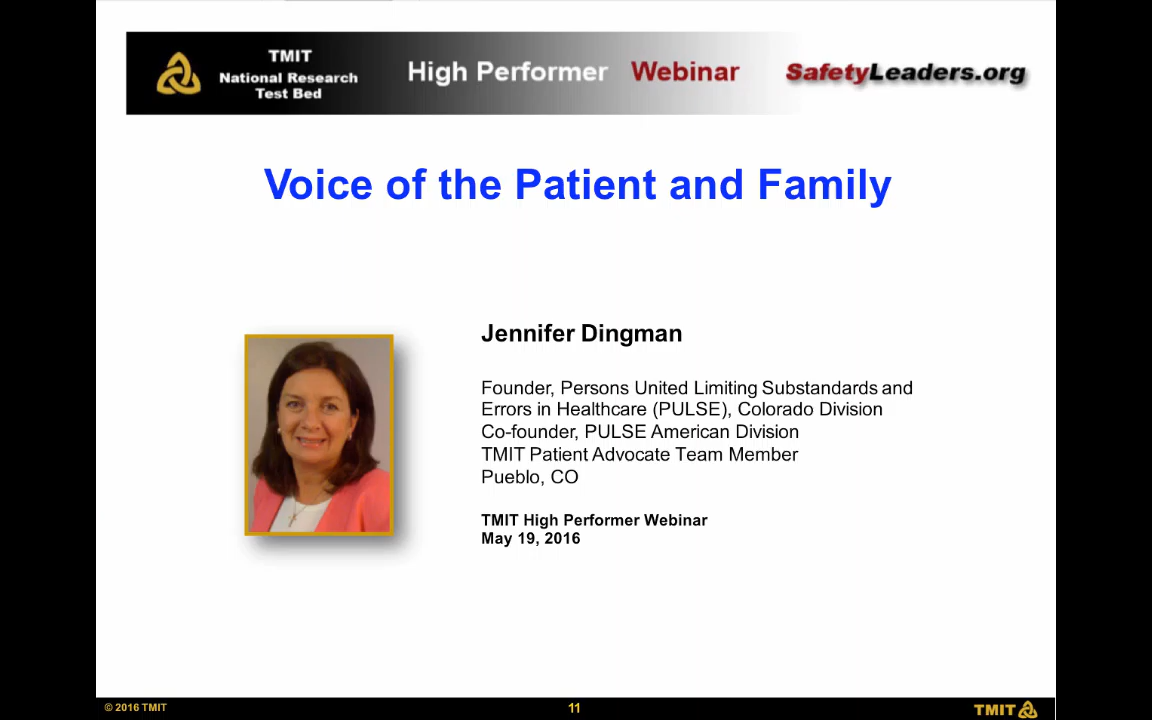 TMIT
National Research
Test Bed
High Performer Webinar
SafetyLeaders.org
Voice of the Patient and Family
Jennifer Dingman
Founder, Persons United Limiting Substandards and
Errors in Healthcare (PULSE), Colorado Division
Co-founder, PULSE American Division
TMIT Patient Advocate Team Member
Pueblo, CO
TMIT High Performer Webinar
May 19, 2016
© 2016 TMIT
11
TMIT